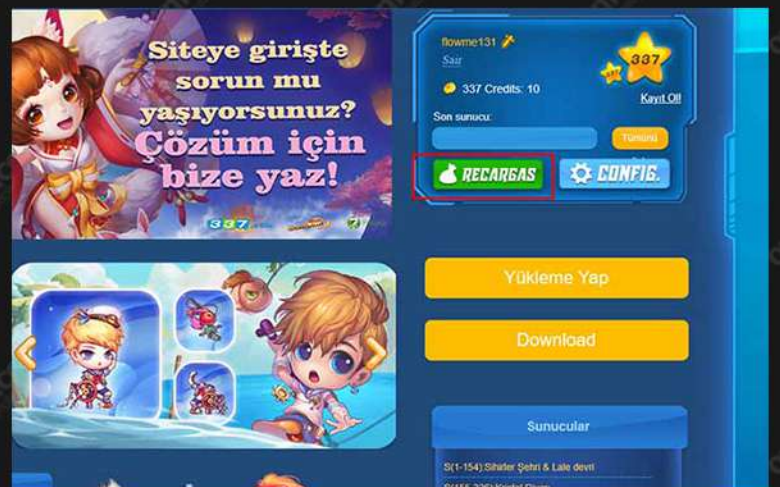 Siteye girişte
sorun mu
yaşıyorsunuz?
Çözüm için
bize yaz!
337
flowme131
Sair
337
337 Credits: 10
Kayıt Ol!
Son sunucu:
Tümünü
RECARGAS
CONFIG.
Yükleme Yap
Download
Sunucular
S(1-154):Sihirler Şehri & Lale devri